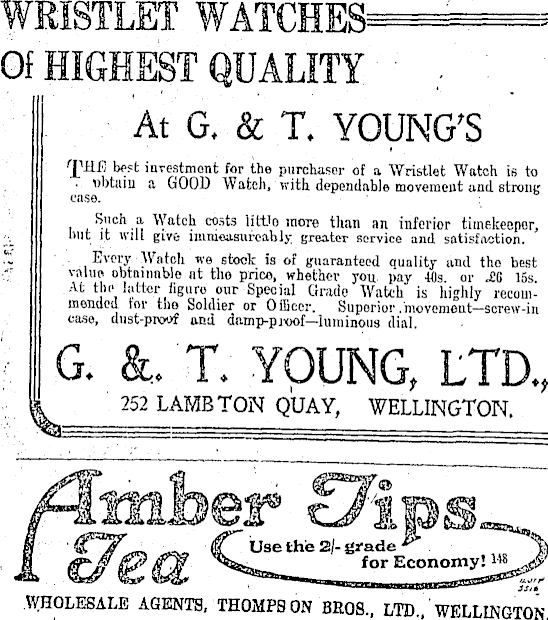 WRISTLET WATCHES
Of HIGHEST QUALITY
At G. & T. YOUNG'S
THE best investment for the purchaser of a Wristlet Watch is to
obtain a GOOD Watch, with dependable movement and strong
case.
Such a Watch costs little more than an inferior timekeeper,
but it will give immeasureably greater service and satisfaction.
Every Watch we stock is of guaranteed quality and the best
value obtainable at the price, whether you pay 40s. or £6 15s.
At the latter figure our Special Grade Watch is highly recom-
mended for the Soldier or Officer. Superior movement—screw-in
case, dust-proof and damp-proof—luminous dial.
G. &. T. YOUNG, LTD.,
252 LAMBTON QUAY, WELLINGTON.
Amber Tips
Tea
Use the 2/- grade
for Economy! 148
WHOLESALE AGENTS, THOMPSON BROS., LTD., WELLINGTON.